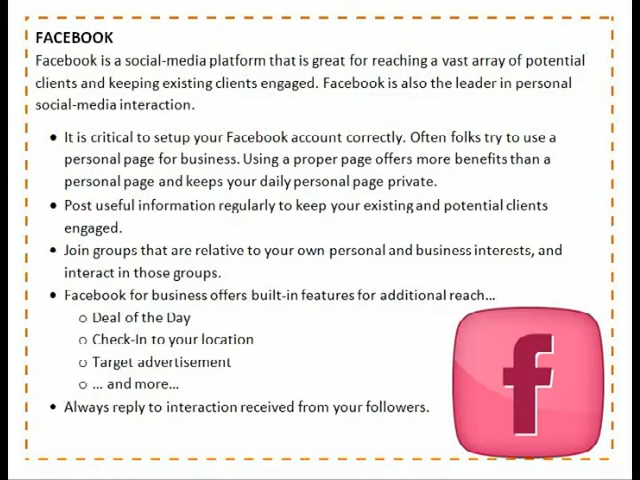 FACEBOOK
Facebook is a social-media platform that is great for reaching a vast array of potential
clients and keeping existing clients engaged. Facebook is also the leader in personal
social-media interaction.
• It is critical to setup your Facebook account correctly. Often folks try to use a
personal page for business. Using a proper page offers more benefits than a
personal page and keeps your daily personal page private.
• Post useful information regularly to keep your existing and potential clients
engaged.
• Join groups that are relative to your own personal and business interests, and
interact in those groups.
• Facebook for business offers built-in features for additional reach...
o Deal of the Day
o Check-In to your location
o Target advertisement
o ... and more...
• Always reply to interaction received from your followers.
f